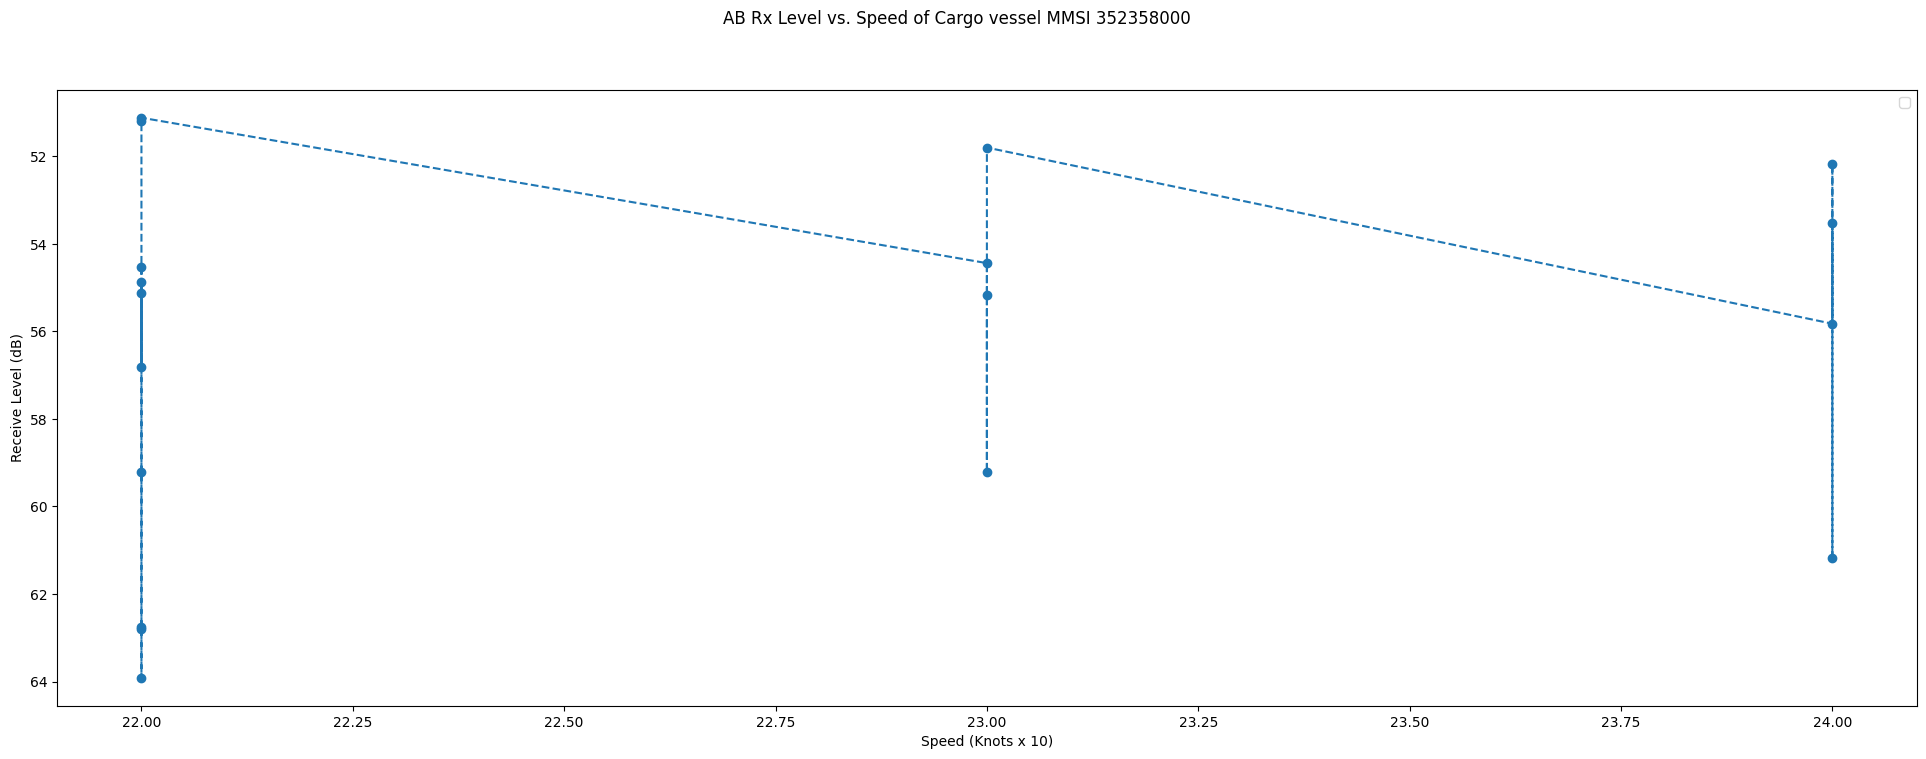 AB Rx Level vs. Speed of Cargo vessel MMSI 352358000
52
54
56
58
60
62
64
Receive Level (dB)
22.00 22.25 22.50 22.75 23.00 23.25 23.50 23.75 24.00
Speed (Knots x 10)